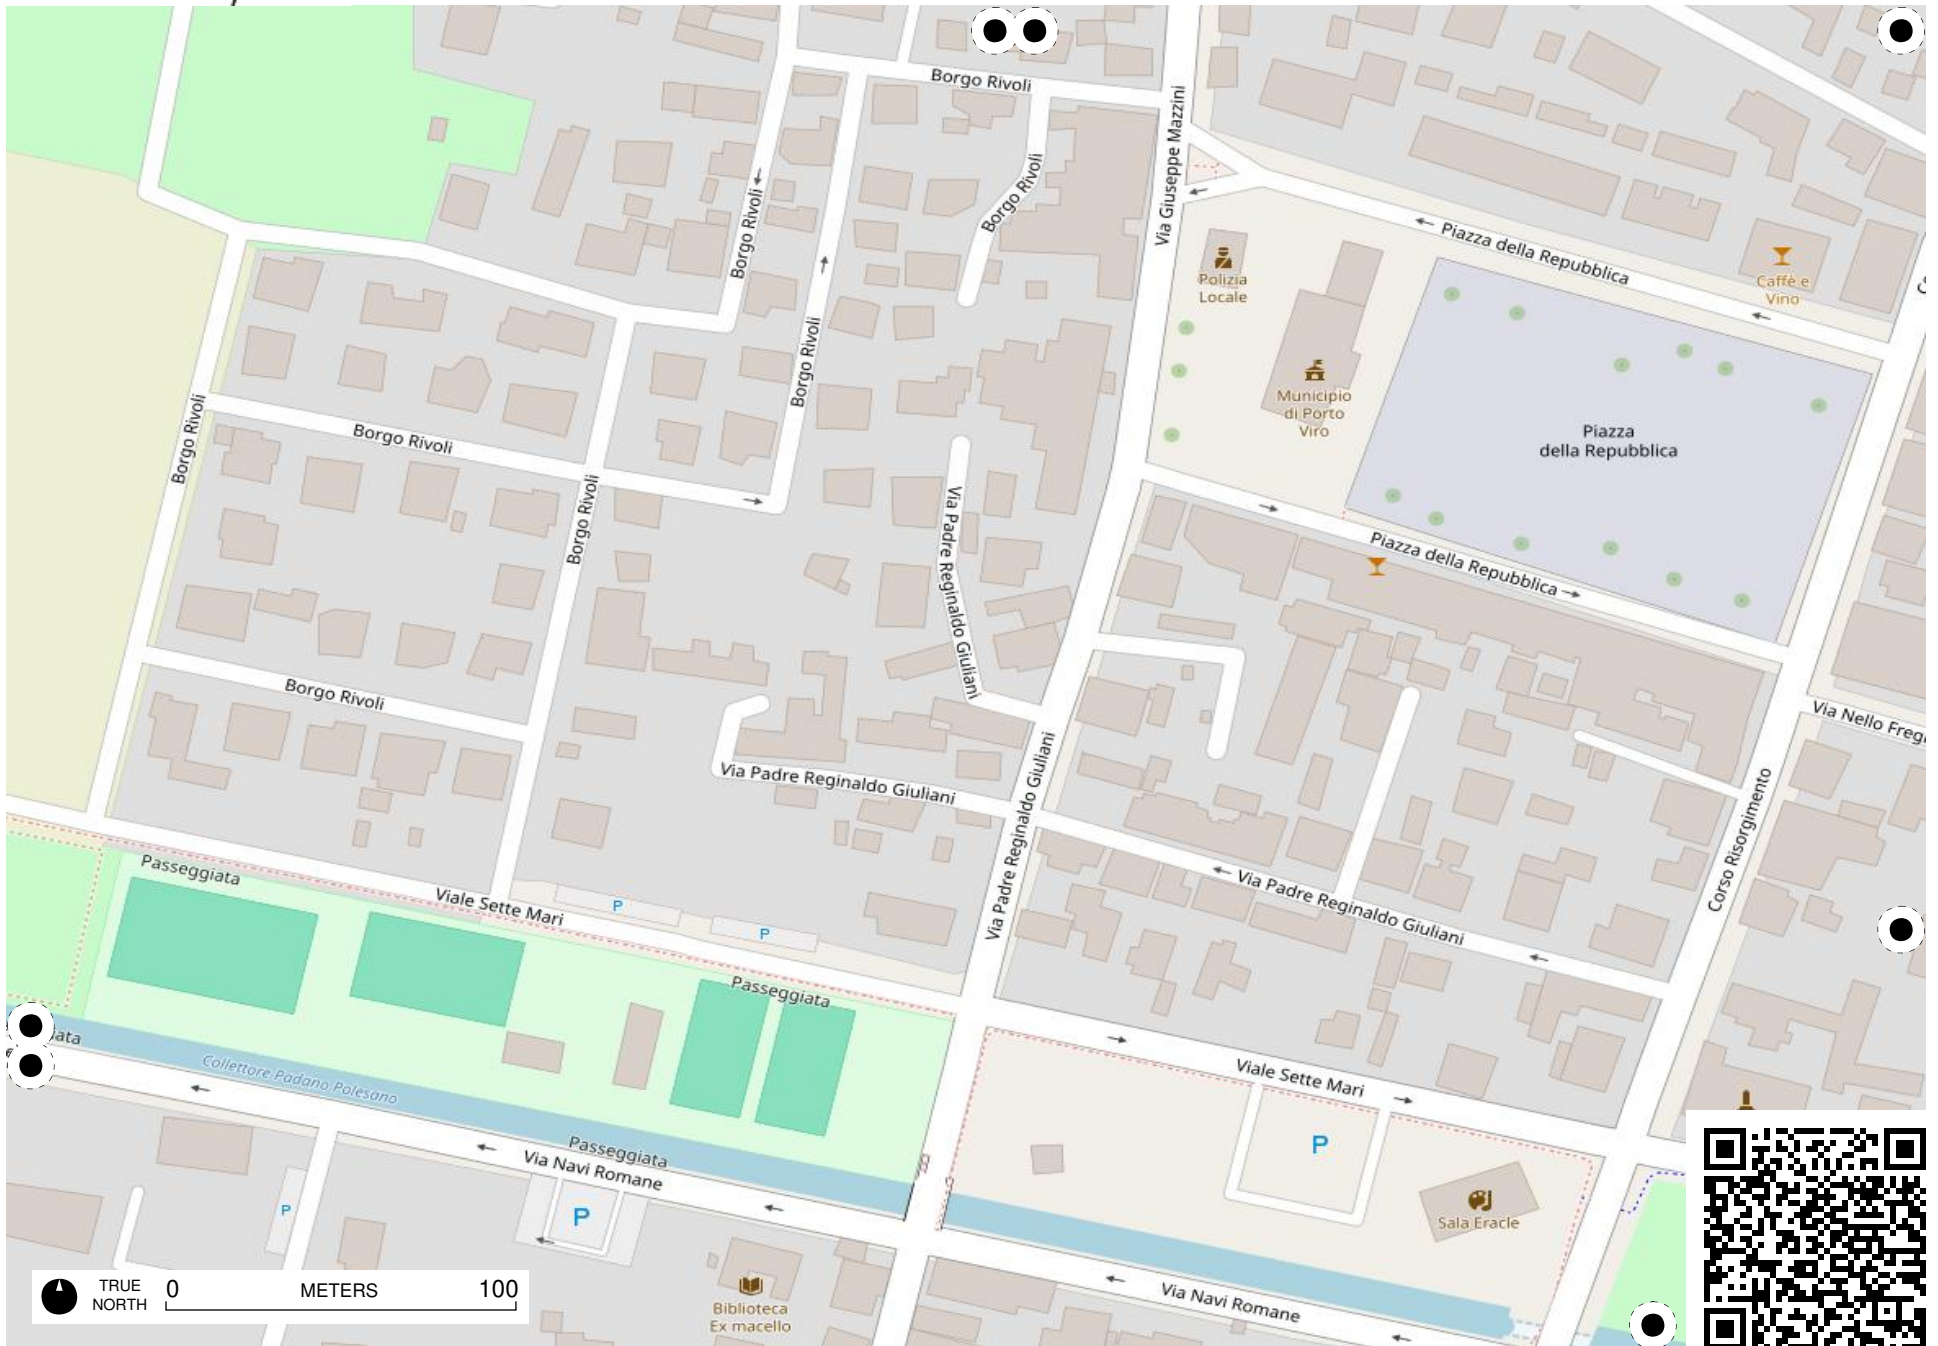 Borgo Rivoli
Via Giuseppe Mazzini
Borgo Rivoli
Borgo Rivoli
Piazza della Repubblica
Polizia
Locale
Caffè e
Vino
Borgo Rivoli
Municipio
di Porto
Viro
Piazza
della Repubblica
Borgo Rivoli
Borgo Rivoli
Borgo Rivoli
Via Padre Reginaldo Giuliani
Piazza della Repubblica
Borgo Rivoli
Via Nello Freg
Via Padre Reginaldo Giuliani
Via Padre Reginaldo Giuliani
Corso Risorgimento
Passeggiata
Viale Sette Mari
P
P
Via Padre Reginaldo Giuliani
Passeggiata
iata
Collettore Padano Polesano
Viale Sette Mari
P
Passeggiata
Via Navi Romane
P
P
Sala Eracle
TRUE
NORTH
0 METERS 100
Biblioteca
Ex macello
Via Navi Romane